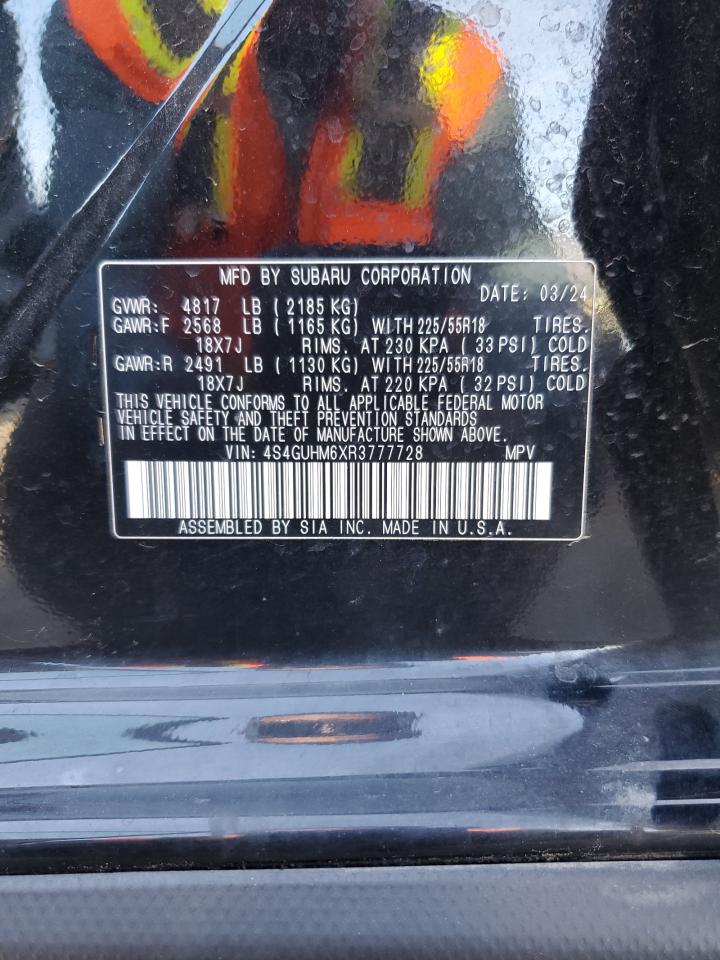 MFD BY SUBARU CORPORATION
DATE: 03/24
GVWR: 4817 LB (2185 KG)
GAWR:F 2568 LB (1165 KG) WITH 225/55R18 TIRES.
18X7J RIMS. AT 230 KPA (33 PSI) COLD
GAWR:R 2491 LB (1130 KG) WITH 225/55R18 TIRES.
18X7J RIMS. AT 220 KPA (32 PSI) COLD
THIS VEHICLE CONFORMS TO ALL APPLICABLE FEDERAL MOTOR
VEHICLE SAFETY AND THEFT PREVENTION STANDARDS
IN EFFECT ON THE DATE OF MANUFACTURE SHOWN ABOVE.
VIN: 4S4GUHM6XR3777728 MPV
ASSEMBLED BY SIA INC. MADE IN U.S.A.